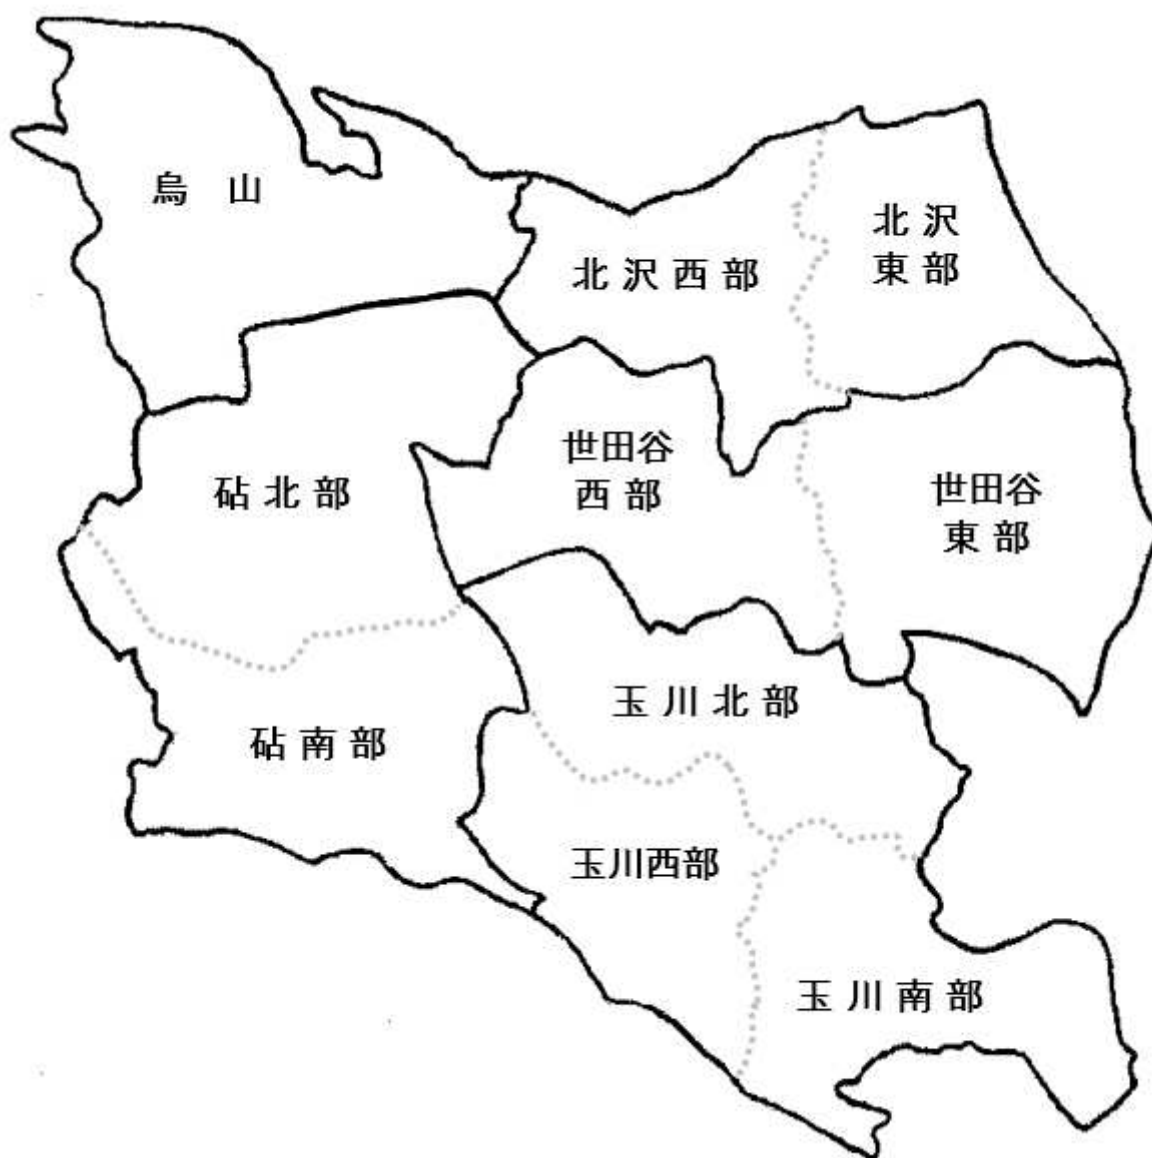 烏 山
北 沢
東 部
北 沢 西 部
世田谷
西 部
砧 北 部
世田谷
東 部
玉 川 北 部
砧 南 部
玉川西部
玉 川 南 部